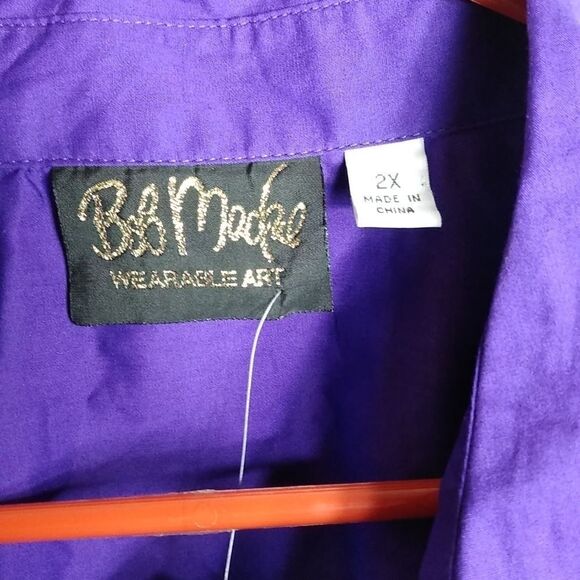 Bob Mackie
WEARABLE ART
2X
MADE IN
CHINA